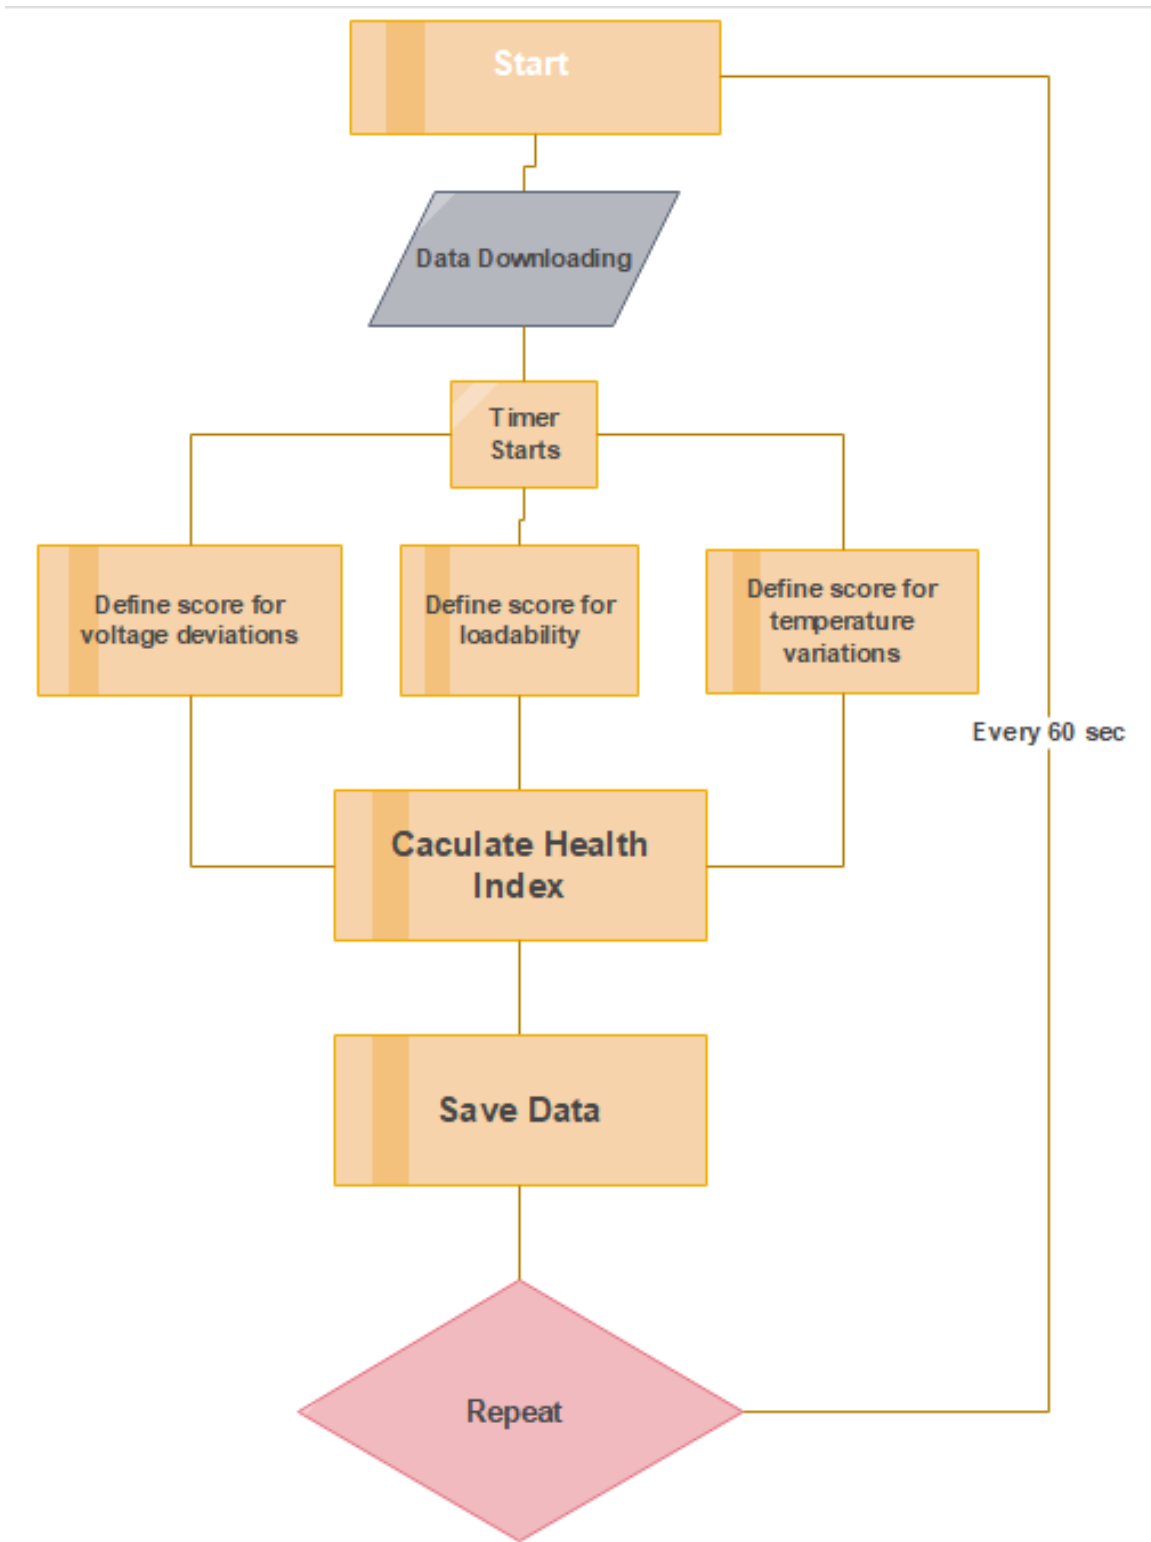 Start
Data Downloading
Timer
Starts
Define score for
voltage deviations
Define score for
loadability
Define score for
temperature
variations
Every 60 sec
Caculate Health
Index
Save Data
Repeat